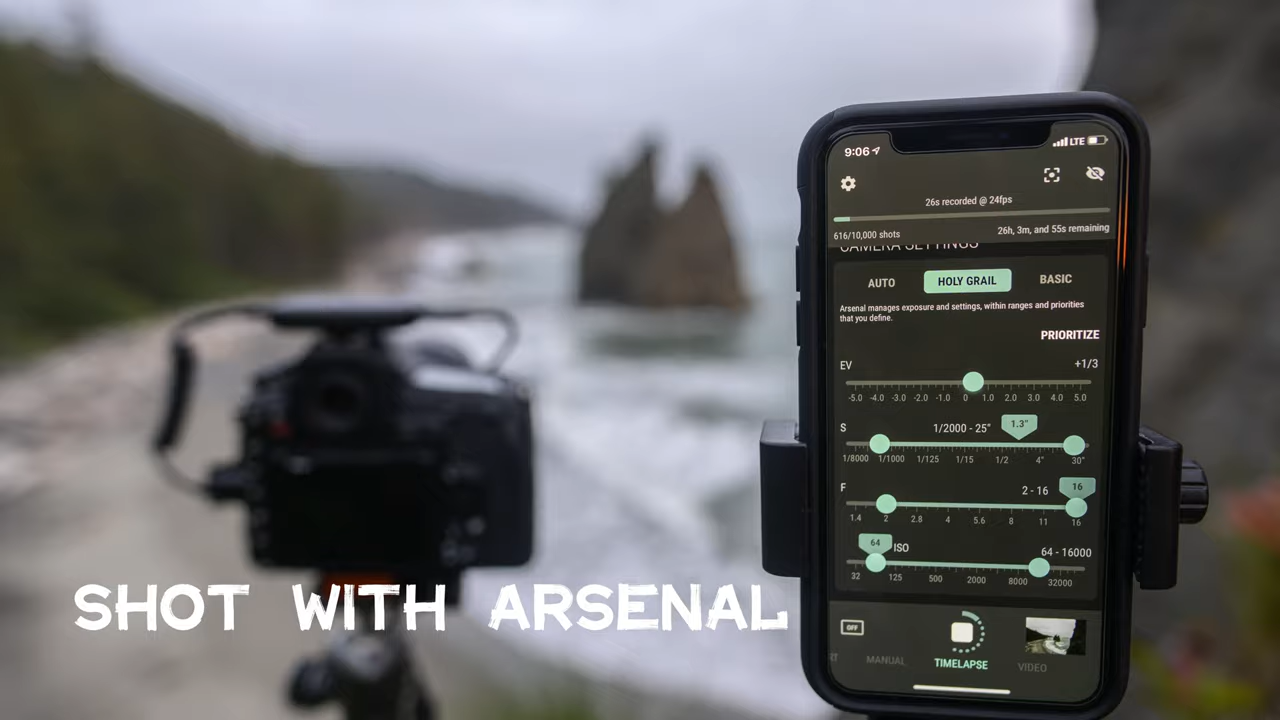 9:06 LTE
26s recorded @ 24fps
616/10,000 shots 26h, 3m, and 55s remaining
CAMERA SETTINGS
AUTO HOLY GRAIL BASIC
Arsenal manages exposure and settings, within ranges and priorities
that you define.
PRIORITIZE
EV +1/3
-5.0 -4.0 -3.0 -2.0 -1.0 0 1.0 2.0 3.0 4.0 5.0
S 1/2000 - 25" 1.3"
1/8000 1/1000 1/125 1/15 1/2 4" 30"
F 2 - 16 16
1.4 2 2.8 4 5.6 8 11 16
64 ISO 64 - 16000
32 125 500 2000 8000 32000
OFF
MANUAL TIMELAPSE VIDEO
SHOT WITH ARSENAL